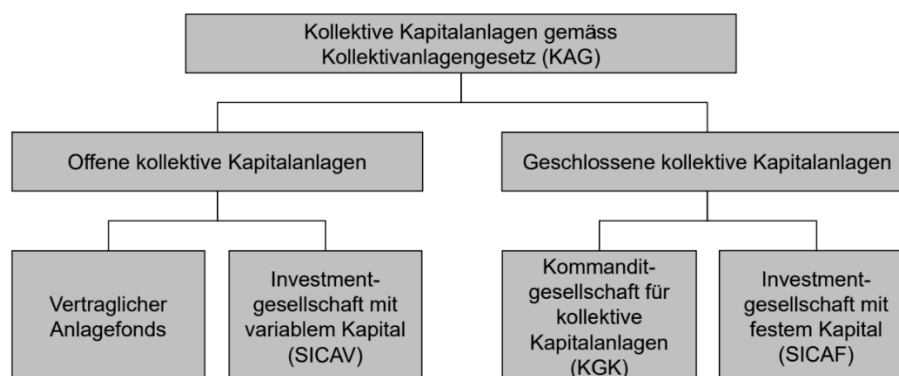 Kollektive Kapitalanlagen gemäss
Kollektivanlagengesetz (KAG)
Offene kollektive Kapitalanlagen
Geschlossene kollektive Kapitalanlagen
Vertraglicher
Anlagefonds
Investment-
gesellschaft mit
variablem Kapital
(SICAV)
Kommandit-
gesellschaft für
kollektive
Kapitalanlagen
(KGK)
Investment-
gesellschaft mit
festem Kapital
(SICAF)